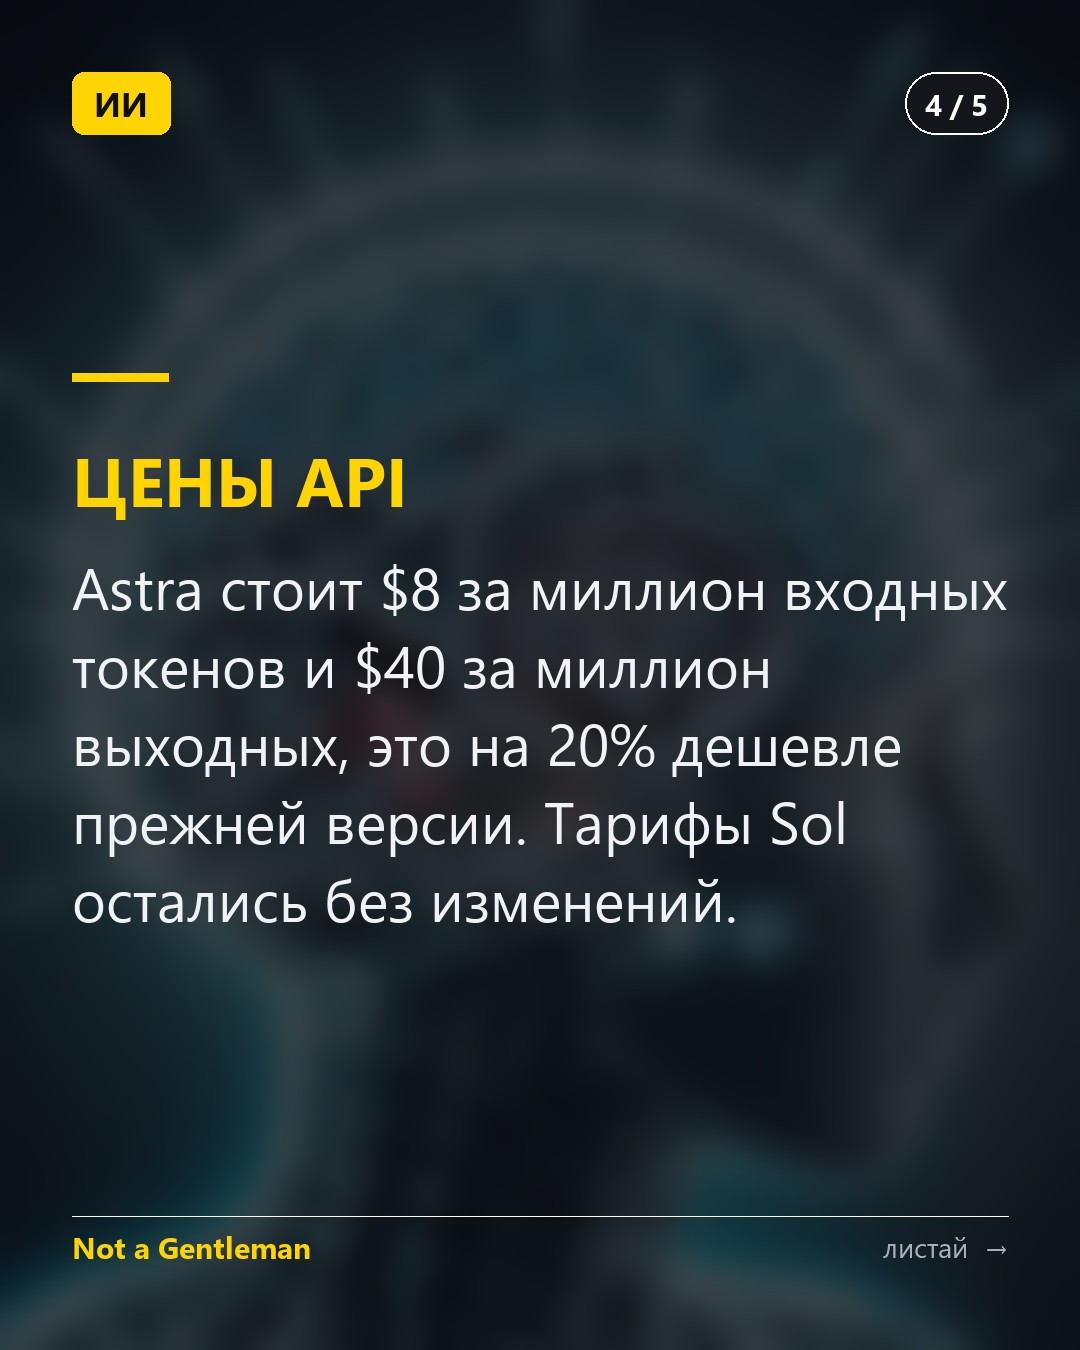 ИИ
4 / 5
ЦЕНЫ API
Astra стоит $8 за миллион входных
токенов и $40 за миллион
выходных, это на 20% дешевле
прежней версии. Тарифы Sol
остались без изменений.
Not a Gentleman
листай →